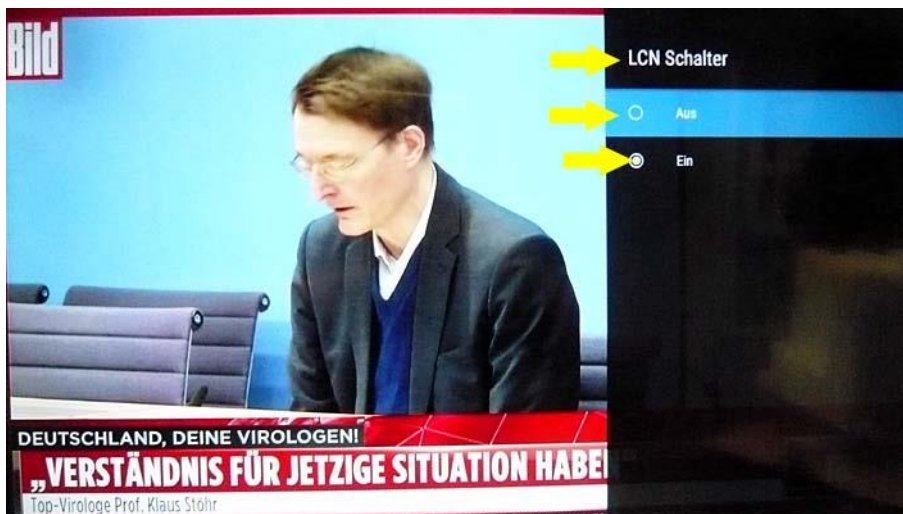 Bild
LCN Schalter
Aus
Ein
DEUTSCHLAND, DEINE VIROLOGEN!
„VERSTÄNDNIS FÜR JETZIGE SITUATION HABE
Top-Virologe Prof. Klaus Stöhr